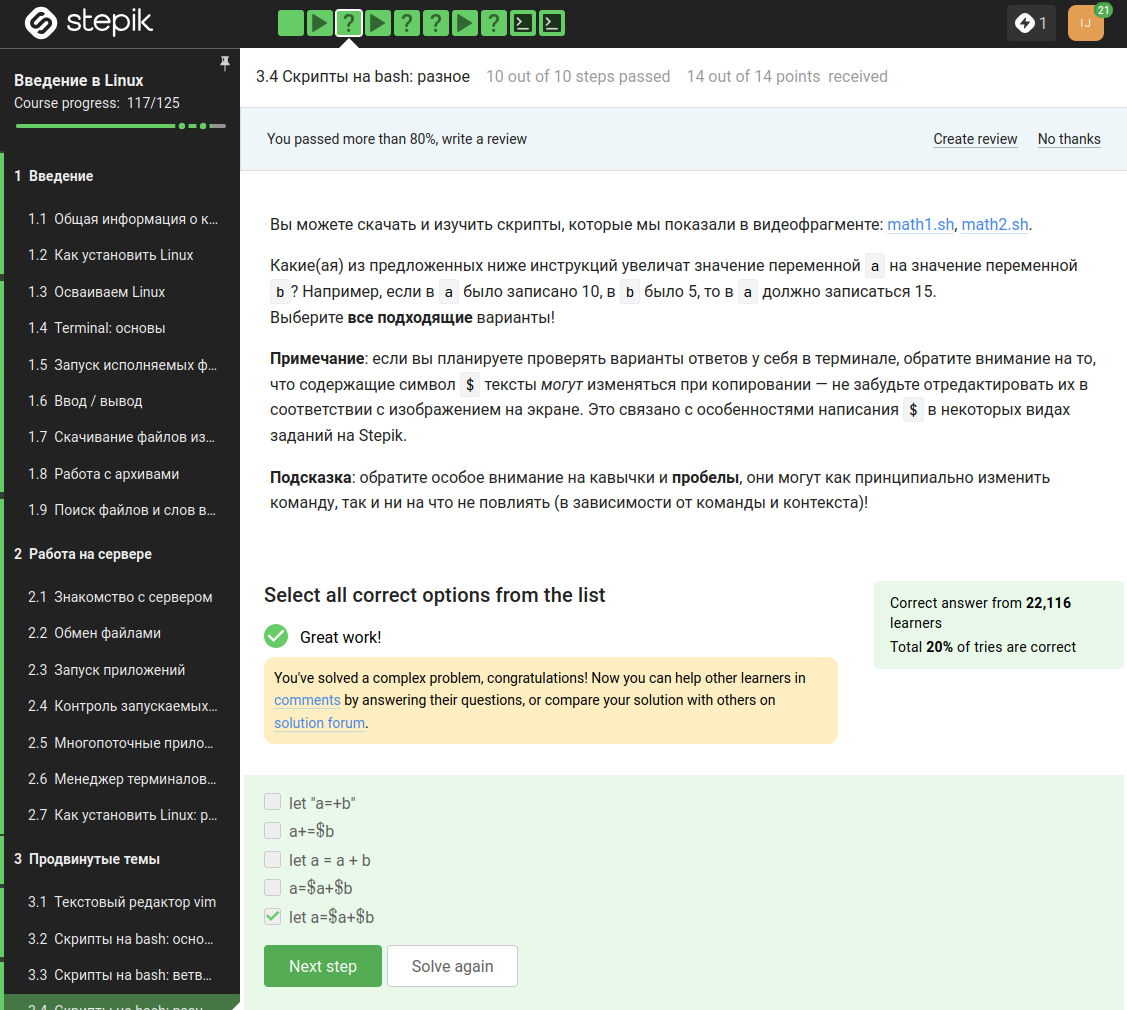 stepik
? ? ? ?
1
IJ
21
Введение в Linux
Course progress: 117/125
3.4 Скрипты на bash: разное 10 out of 10 steps passed 14 out of 14 points received
You passed more than 80%, write a review
Create review No thanks
1 Введение
1.1 Общая информация о к...
1.2 Как установить Linux
1.3 Осваиваем Linux
1.4 Terminal: основы
1.5 Запуск исполняемых ф...
1.6 Ввод / вывод
1.7 Скачивание файлов из...
1.8 Работа с архивами
1.9 Поиск файлов и слов в...
2 Работа на сервере
2.1 Знакомство с сервером
2.2 Обмен файлами
2.3 Запуск приложений
2.4 Контроль запускаемых...
2.5 Многопоточные прило...
2.6 Менеджер терминалов...
2.7 Как установить Linux: р...
3 Продвинутые темы
3.1 Текстовый редактор vim
3.2 Скрипты на bash: осно...
3.3 Скрипты на bash: ветв...
3.4 Скрипты на bash: разн...
Вы можете скачать и изучить скрипты, которые мы показали в видеофрагменте: math1.sh, math2.sh.
Какие(ая) из предложенных ниже инструкций увеличат значение переменной a на значение переменной
b ? Например, если в a было записано 10, в b было 5, то в a должно записаться 15.
Выберите все подходящие варианты!
Примечание: если вы планируете проверять варианты ответов у себя в терминале, обратите внимание на то,
что содержащие символ $ тексты могут изменяться при копировании — не забудьте отредактировать их в
соответствии с изображением на экране. Это связано с особенностями написания $ в некоторых видах
заданий на Stepik.
Подсказка: обратите особое внимание на кавычки и пробелы, они могут как принципиально изменить
команду, так и ни на что не повлиять (в зависимости от команды и контекста)!
Select all correct options from the list
Great work!
You've solved a complex problem, congratulations! Now you can help other learners in
comments by answering their questions, or compare your solution with others on
solution forum.
Correct answer from 22,116
learners
Total 20% of tries are correct
let "a=+b"
a+=$b
let a = a + b
a=$a+$b
let a=$a+$b
Next step
Solve again